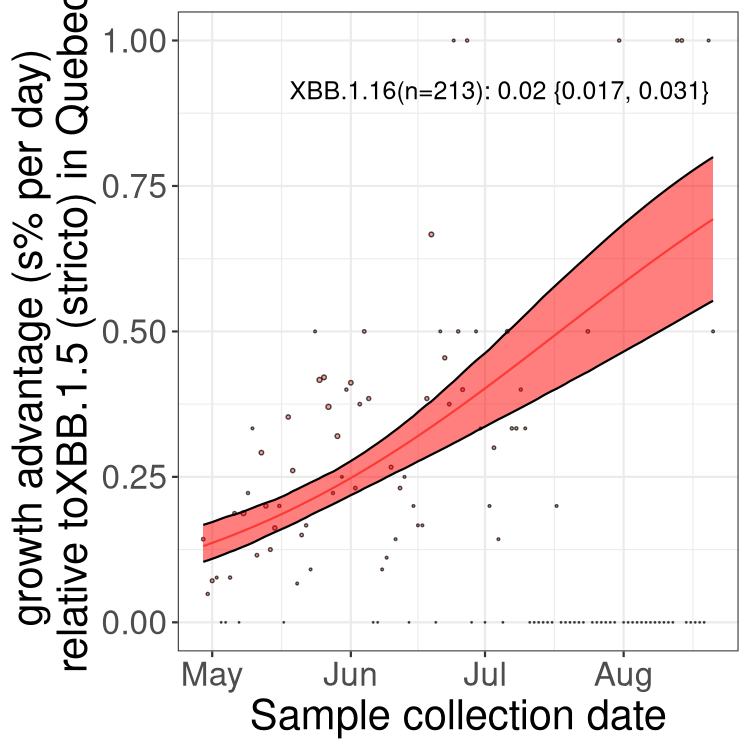 growth advantage (s% per day)
relative toXBB.1.5 (stricto) in Quebec
1.00
0.75
0.50
0.25
0.00
XBB.1.16(n=213): 0.02 {0.017, 0.031}
May Jun Jul Aug
Sample collection date